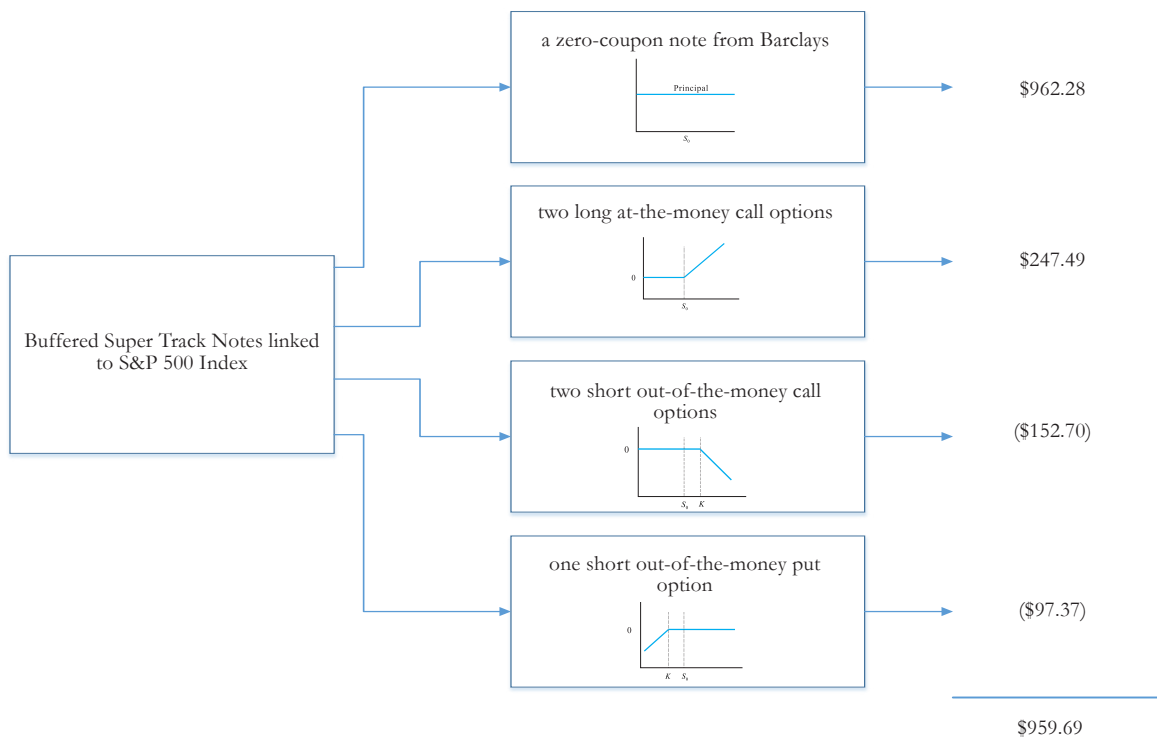 a zero-coupon note from Barclays
Principal
S₀
$962.28
two long at-the-money call options
0
S₀
$247.49
Buffered Super Track Notes linked
to S&P 500 Index
two short out-of-the-money call
options
0
S₀ K
($152.70)
one short out-of-the-money put
option
0
K S₀
($97.37)
$959.69